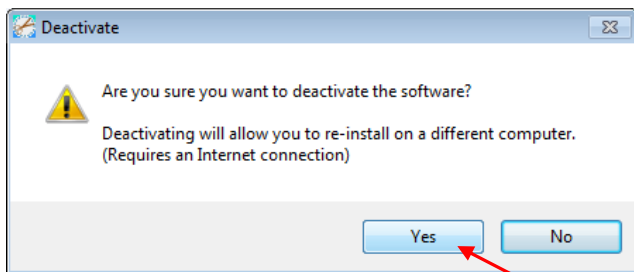 Deactivate
Are you sure you want to deactivate the software?
Deactivating will allow you to re-install on a different computer.
(Requires an Internet connection)
Yes No